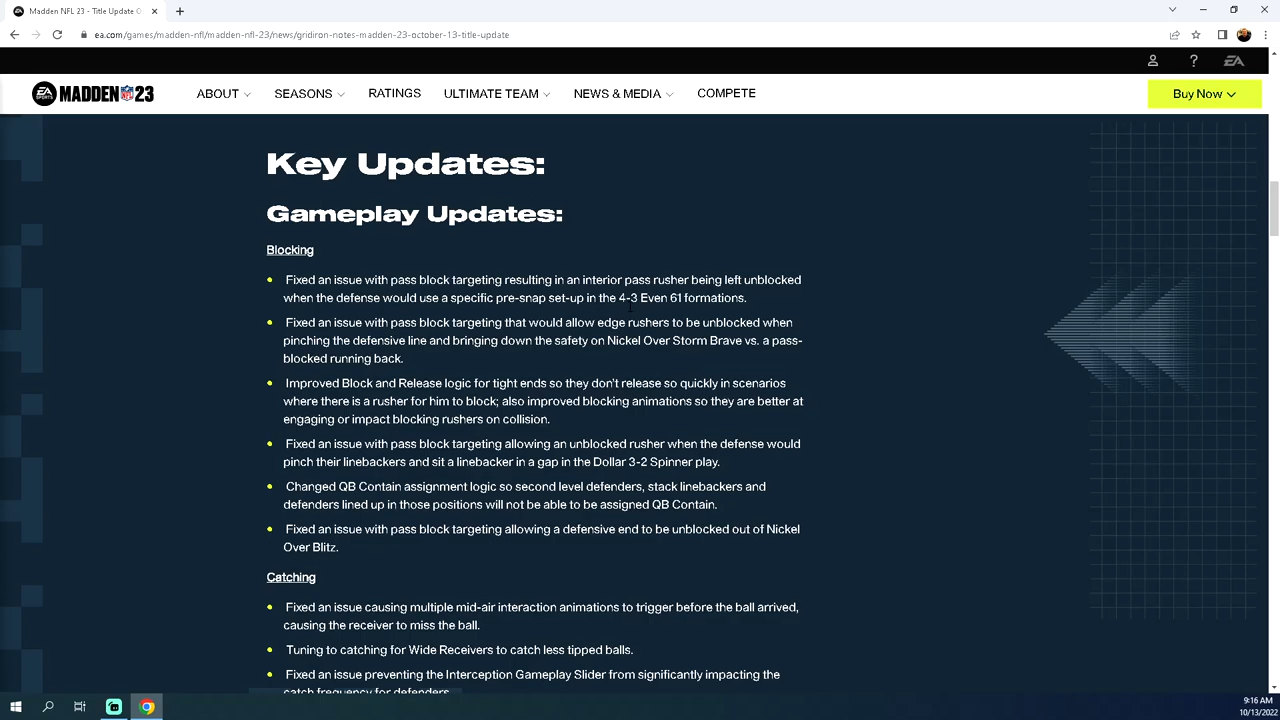 Madden NFL 23 - Title Update O
ea.com/games/madden-nfl/madden-nfl-23/news/gridiron-notes-madden-23-october-13-title-update
EA
EA SPORTS MADDEN NFL 23 ABOUT SEASONS RATINGS ULTIMATE TEAM NEWS & MEDIA COMPETE Buy Now
Key Updates:
Gameplay Updates:
Blocking
Fixed an issue with pass block targeting resulting in an interior pass rusher being left unblocked
when the defense would use a specific pre-snap set-up in the 4-3 Even 61 formations.
Fixed an issue with pass block targeting that would allow edge rushers to be unblocked when
pinching the defensive line and bringing down the safety on Nickel Over Storm Brave vs. a pass-
blocked running back.
Improved Block and Release logic for tight ends so they don't release so quickly in scenarios
where there is a rusher for him to block; also improved blocking animations so they are better at
engaging or impact blocking rushers on collision.
Fixed an issue with pass block targeting allowing an unblocked rusher when the defense would
pinch their linebackers and sit a linebacker in a gap in the Dollar 3-2 Spinner play.
Changed QB Contain assignment logic so second level defenders, stack linebackers and
defenders lined up in those positions will not be able to be assigned QB Contain.
Fixed an issue with pass block targeting allowing a defensive end to be unblocked out of Nickel
Over Blitz.
Catching
Fixed an issue causing multiple mid-air interaction animations to trigger before the ball arrived,
causing the receiver to miss the ball.
Tuning to catching for Wide Receivers to catch less tipped balls.
Fixed an issue preventing the Interception Gameplay Slider from significantly impacting the
catch frequency for defenders.
9:16 AM
10/13/2022